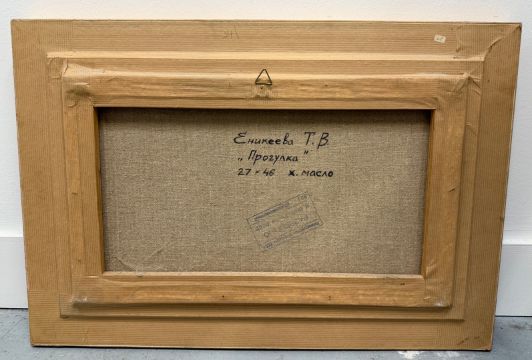 Еникеева Т.В.
„Прогулка"
27×46 х.масло